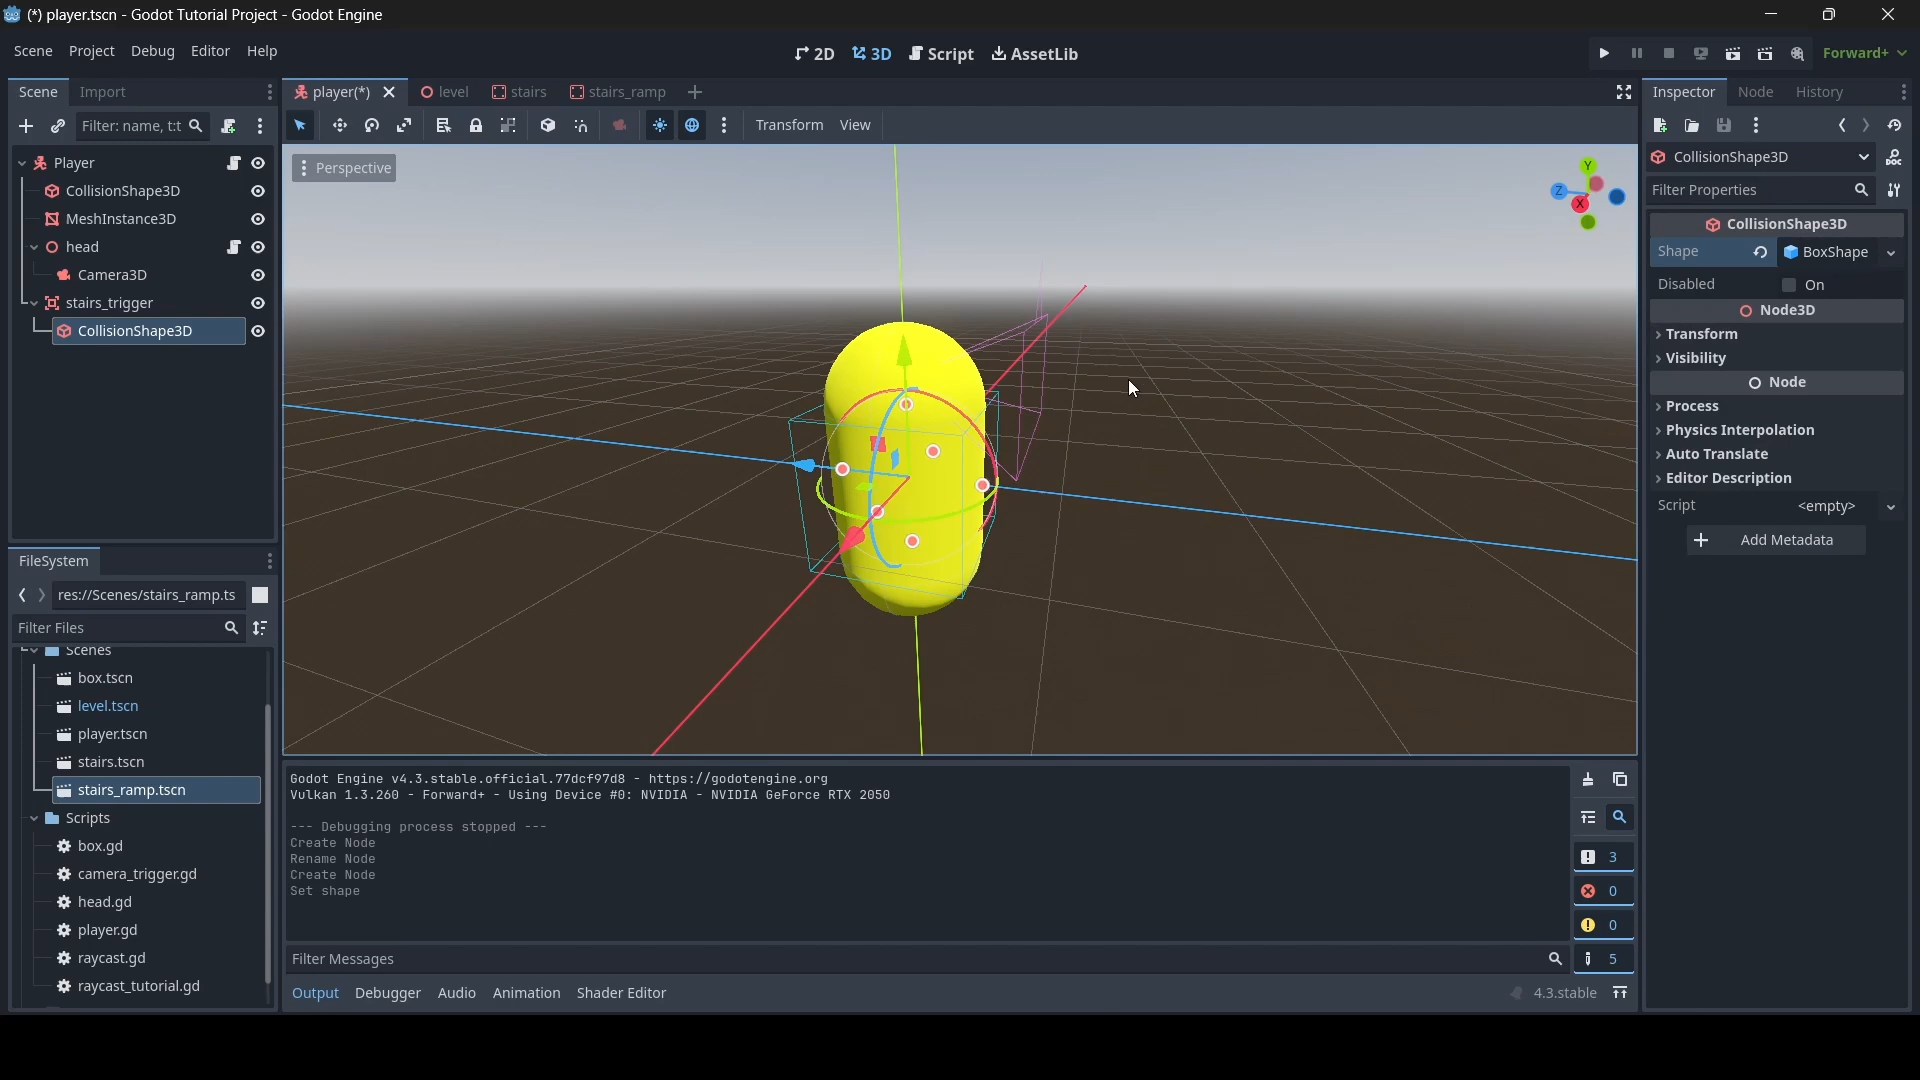 (*) player.tscn - Godot Tutorial Project - Godot Engine
Scene Project Debug Editor Help
2D 3D Script AssetLib
Forward+
Scene Import
player(*) level stairs stairs_ramp
Inspector Node History
Filter: name, t:t
Transform View
Player
CollisionShape3D
MeshInstance3D
head
Camera3D
stairs_trigger
CollisionShape3D
Perspective
Y
Z
X
CollisionShape3D
Filter Properties
CollisionShape3D
Shape BoxShape
Disabled On
Node3D
Transform
Visibility
Node
Process
Physics Interpolation
Auto Translate
Editor Description
Script <empty>
Add Metadata
FileSystem
res://Scenes/stairs_ramp.ts
Filter Files
Scenes
box.tscn
level.tscn
player.tscn
stairs.tscn
stairs_ramp.tscn
Scripts
box.gd
camera_trigger.gd
head.gd
player.gd
raycast.gd
raycast_tutorial.gd
Godot Engine v4.3.stable.official.77dcf97d8 - https://godotengine.org
Vulkan 1.3.260 - Forward+ - Using Device #0: NVIDIA - NVIDIA GeForce RTX 2050
--- Debugging process stopped ---
Create Node
Rename Node
Create Node
Set shape
3
0
0
5
Filter Messages
Output Debugger Audio Animation Shader Editor
4.3.stable